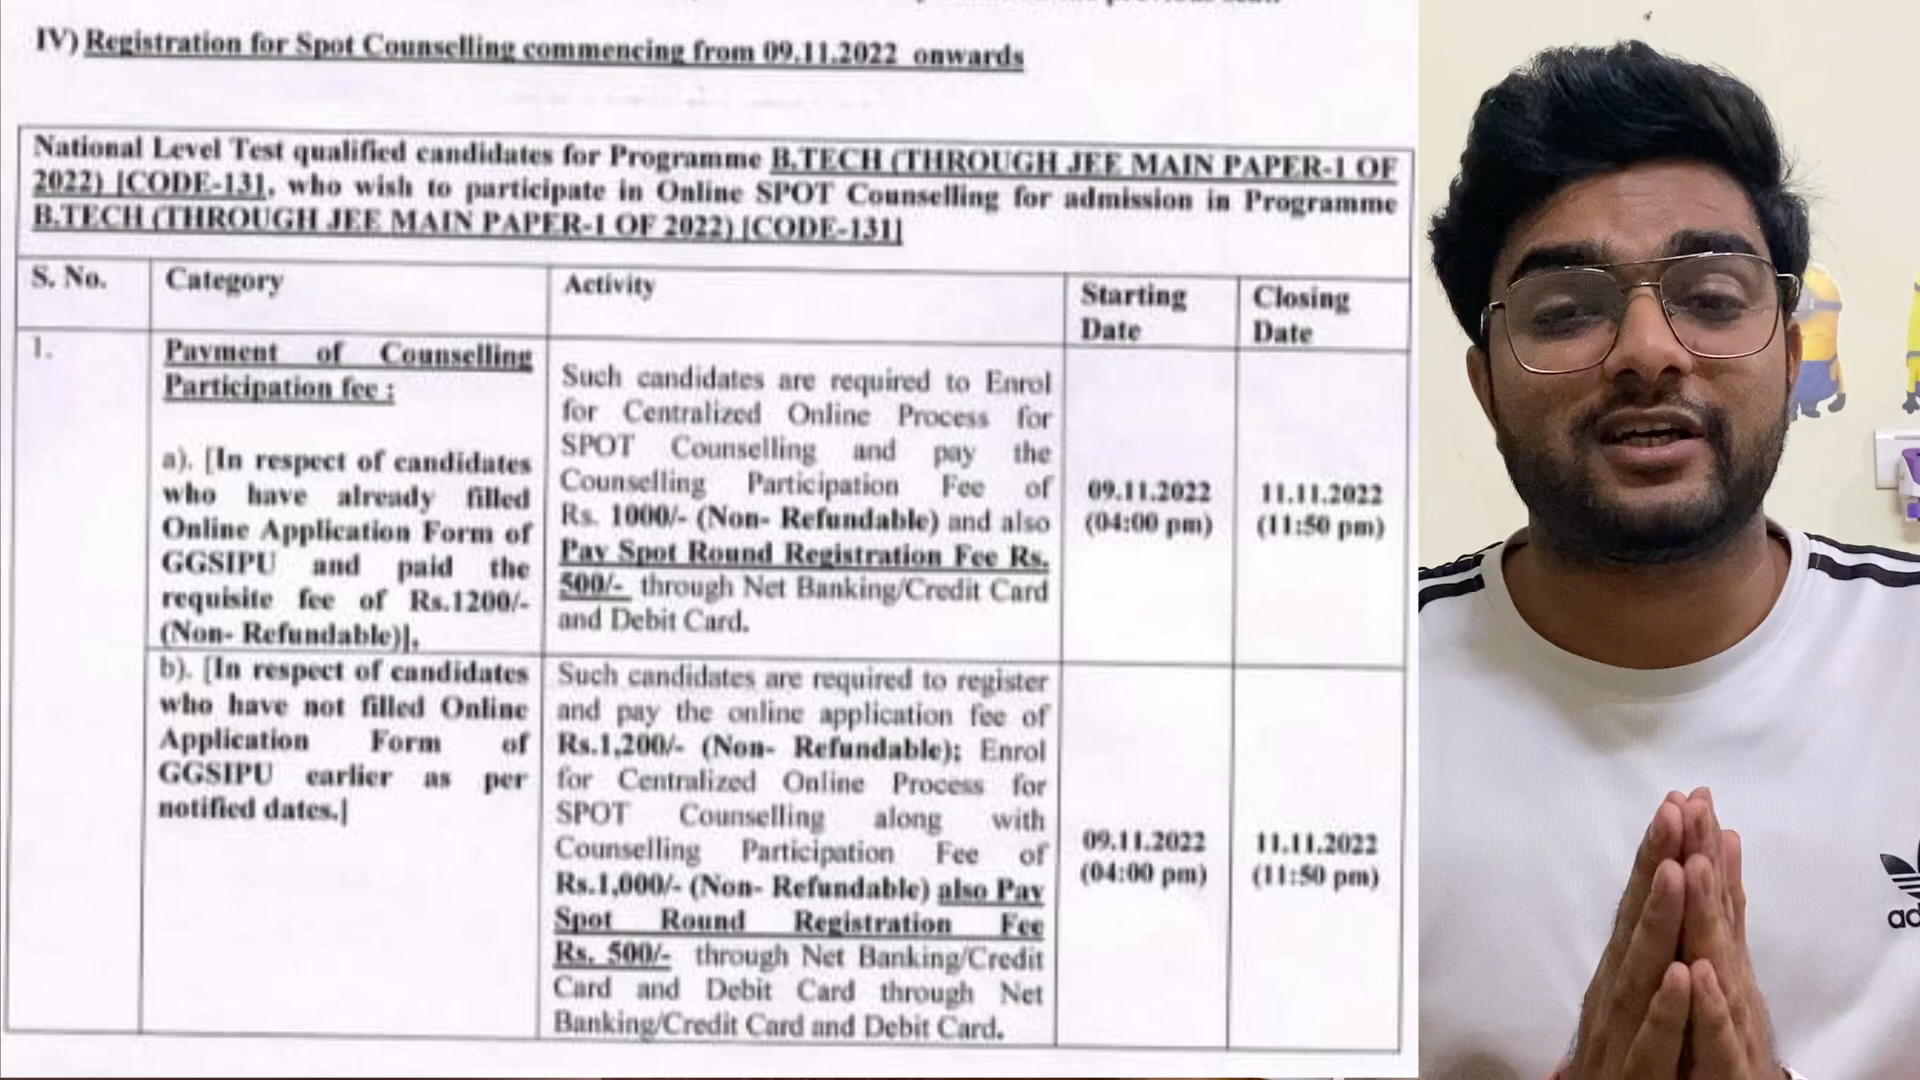 IV) Registration for Spot Counselling commencing from 09.11.2022 onwards
National Level Test qualified candidates for Programme B.TECH (THROUGH JEE MAIN PAPER-1 OF
2022) [CODE-131, who wish to participate in Online SPOT Counselling for admission in Programme
B.TECH (THROUGH JEE MAIN PAPER-1 OF 2022) [CODE-131]
S. No.
Category
Activity
Starting
Date
Closing
Date
1.
Payment of Counselling
Participation fee :
a). [In respect of candidates
who have already filled
Online Application Form of
GGSIPU and paid the
requisite fee of Rs.1200/-
(Non- Refundable)].
Such candidates are required to Enrol
for Centralized Online Process for
SPOT Counselling and pay the
Counselling Participation Fee of
Rs. 1000/- (Non- Refundable) and also
Pay Spot Round Registration Fee Rs.
500/- through Net Banking/Credit Card
and Debit Card.
09.11.2022
(04:00 pm)
11.11.2022
(11:50 pm)
b). [In respect of candidates
who have not filled Online
Application Form of
GGSIPU earlier as per
notified dates.]
Such candidates are required to register
and pay the online application fee of
Rs.1,200/- (Non- Refundable); Enrol
for Centralized Online Process for
SPOT Counselling along with
Counselling Participation Fee of
Rs.1,000/- (Non- Refundable) also Pay
Spot Round Registration Fee
Rs. 500/- through Net Banking/Credit
Card and Debit Card through Net
Banking/Credit Card and Debit Card.
09.11.2022
(04:00 pm)
11.11.2022
(11:50 pm)
ad